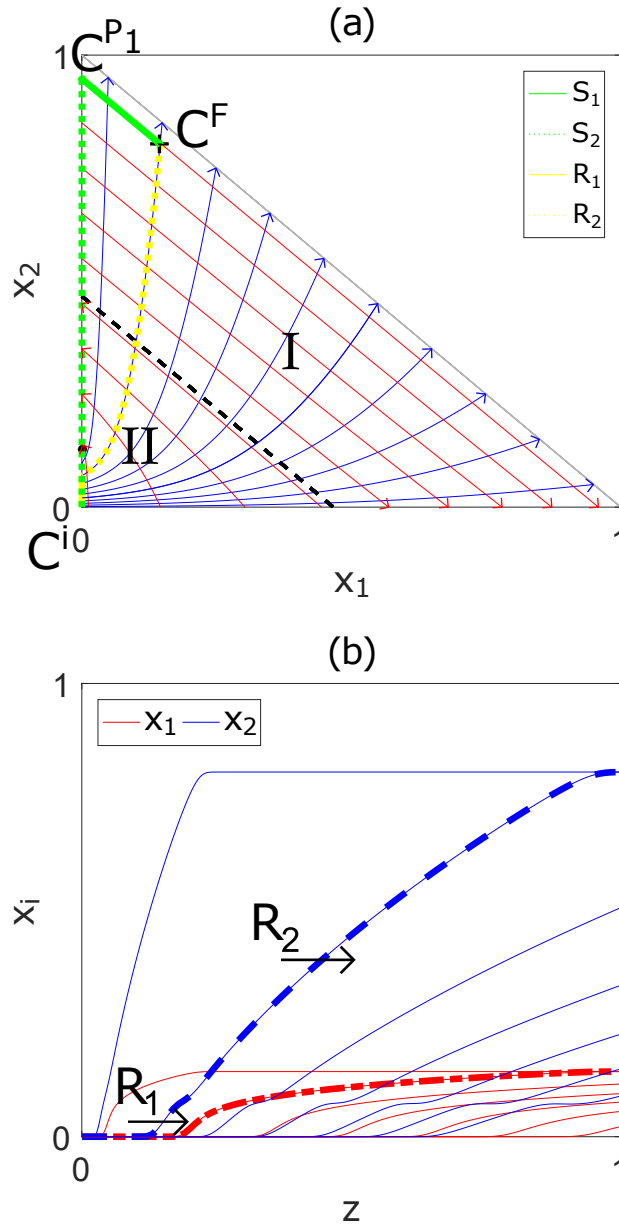 (a)
C^P1
1
C^F
S₁
S₂
R₁
R₂
x₂
I
II
0
C^i
0
1
x₁
(b)
1
x₁ x₂
xᵢ
R₂
R₁
0
0
1
z